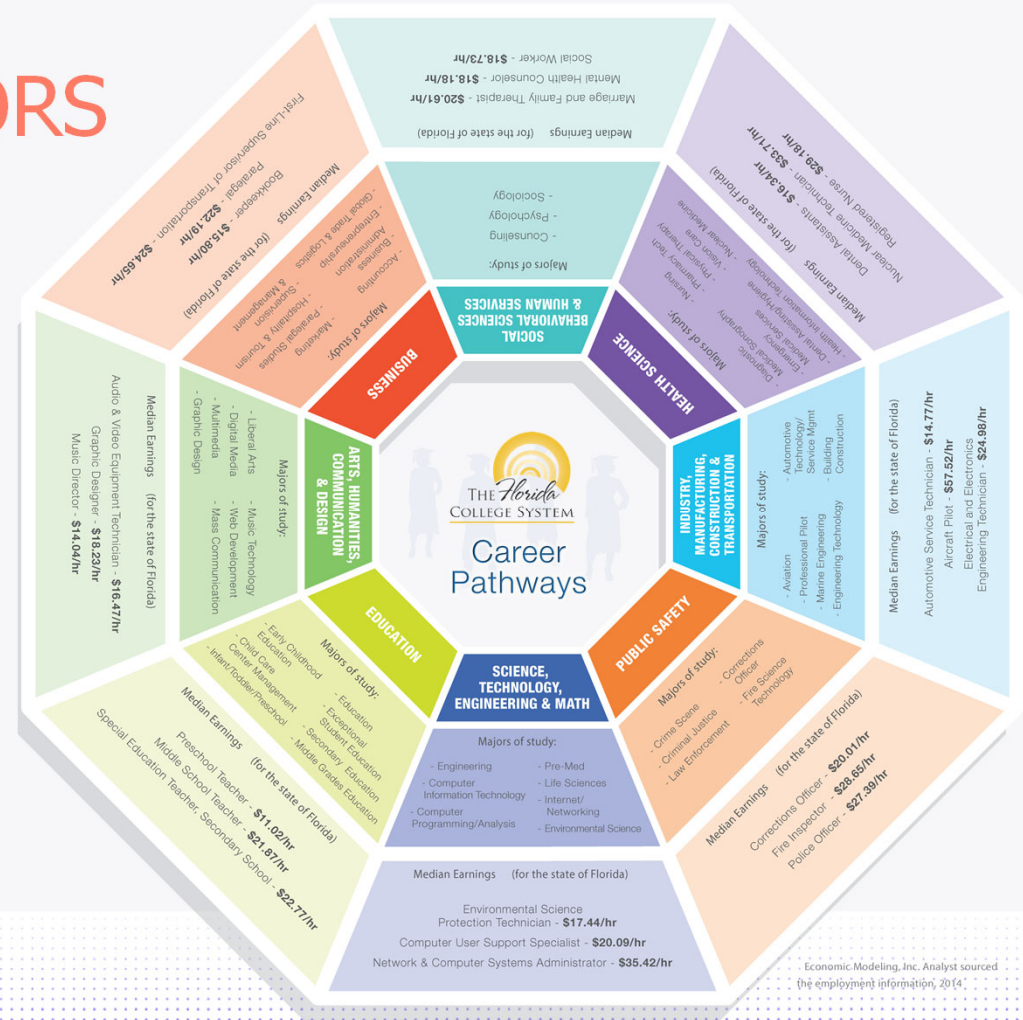 ORS
THE Florida
COLLEGE SYSTEM
Career
Pathways
SOCIAL
BEHAVIORAL SCIENCES
& HUMAN SERVICES
Majors of study:
- Counseling
- Psychology
- Sociology
Median Earnings (for the state of Florida)
Marriage and Family Therapist - $20.61/hr
Mental Health Counselor - $18.18/hr
Social Worker - $18.73/hr
HEALTH SCIENCE
Majors of study:
- Diagnostic
Medical Sonography
- Emergency
Medical Services
- Dental Assisting/Hygiene
- Health Information Technology
- Nursing
- Pharmacy Tech
- Physical Therapy
- Vision Care
- Nuclear Medicine
Median Earnings (for the state of Florida)
Dental Assistants - $16.34/hr
Nuclear Medicine Technician - $33.71/hr
Registered Nurse - $29.18/hr
INDUSTRY,
MANUFACTURING,
CONSTRUCTION &
TRANSPORTATION
Majors of study:
- Aviation
- Professional Pilot
- Marine Engineering
- Engineering Technology
- Automotive
Technology/
Service Mgmt
- Building
Construction
Median Earnings (for the state of Florida)
Automotive Service Technician - $14.77/hr
Aircraft Pilot - $57.52/hr
Electrical and Electronics
Engineering Technician - $24.98/hr
PUBLIC SAFETY
Majors of study:
- Crime Scene
- Criminal Justice
- Law Enforcement
- Corrections
Officer
- Fire Science
Technology
Median Earnings (for the state of Florida)
Corrections Officer - $20.01/hr
Fire Inspector - $28.65/hr
Police Officer - $27.39/hr
SCIENCE,
TECHNOLOGY,
ENGINEERING & MATH
Majors of study:
- Engineering
- Computer
Information Technology
- Computer
Programming/Analysis
- Pre-Med
- Life Sciences
- Internet/
Networking
- Environmental Science
Median Earnings (for the state of Florida)
Environmental Science
Protection Technician - $17.44/hr
Computer User Support Specialist - $20.09/hr
Network & Computer Systems Administrator - $35.42/hr
EDUCATION
Majors of study:
- Early Childhood
Education
- Child Care
Center Management
- Infant/Toddler/Preschool
- Education
- Exceptional
Student Education
- Secondary Education
- Middle Grades Education
Median Earnings (for the state of Florida)
Preschool Teacher - $11.02/hr
Middle School Teacher - $21.87/hr
Special Education Teacher, Secondary School - $22.77/hr
ARTS, HUMANITIES,
COMMUNICATION
& DESIGN
Majors of study:
- Liberal Arts
- Digital Media
- Multimedia
- Graphic Design
- Music Technology
- Web Development
- Mass Communication
Median Earnings (for the state of Florida)
Audio & Video Equipment Technician - $16.47/hr
Graphic Designer - $18.23/hr
Music Director - $14.04/hr
BUSINESS
Majors of study:
- Marketing
- Paralegal Studies
- Hospitality & Tourism
- Supervision
& Management
- Accounting
- Business
Administration
- Entrepreneurship
- Global Trade & Logistics
Median Earnings (for the state of Florida)
Bookkeeper - $15.80/hr
Paralegal - $22.19/hr
First-Line Supervisor of Transportation - $24.65/hr
Economic Modeling, Inc. Analyst sourced
the employment information, 2014